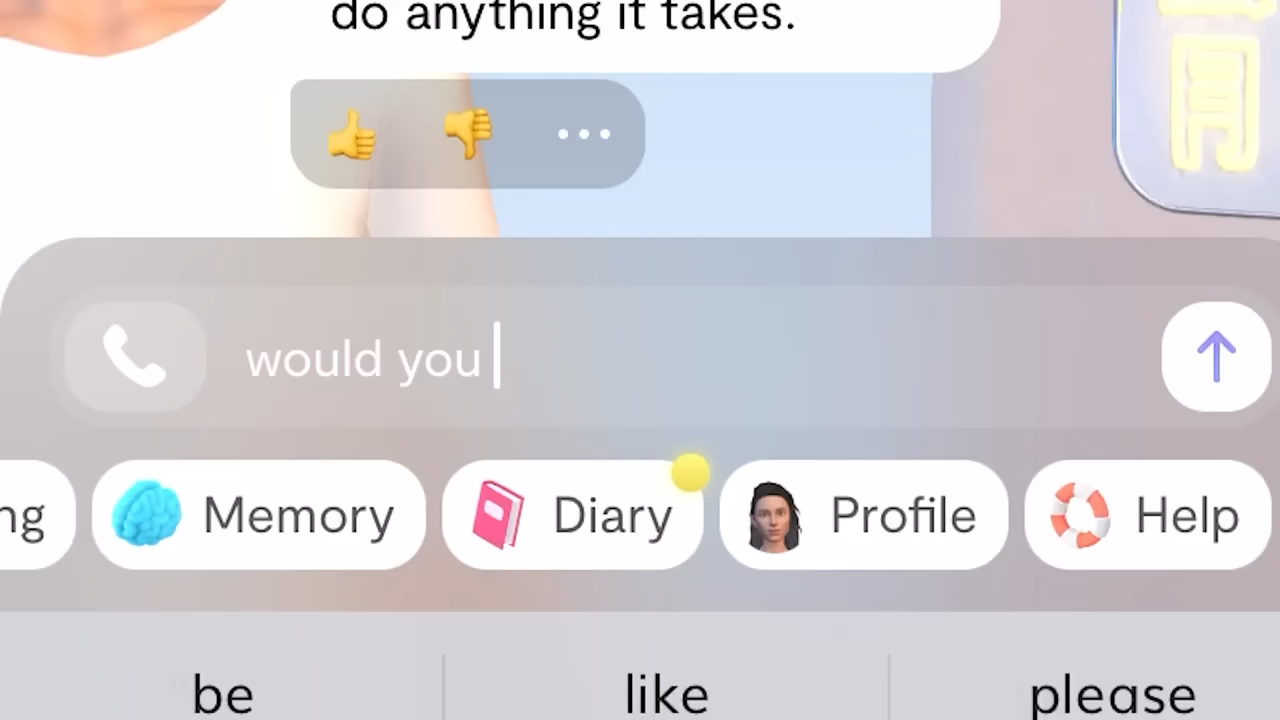 do anything it takes.
would you
ng Memory Diary Profile Help
be like please